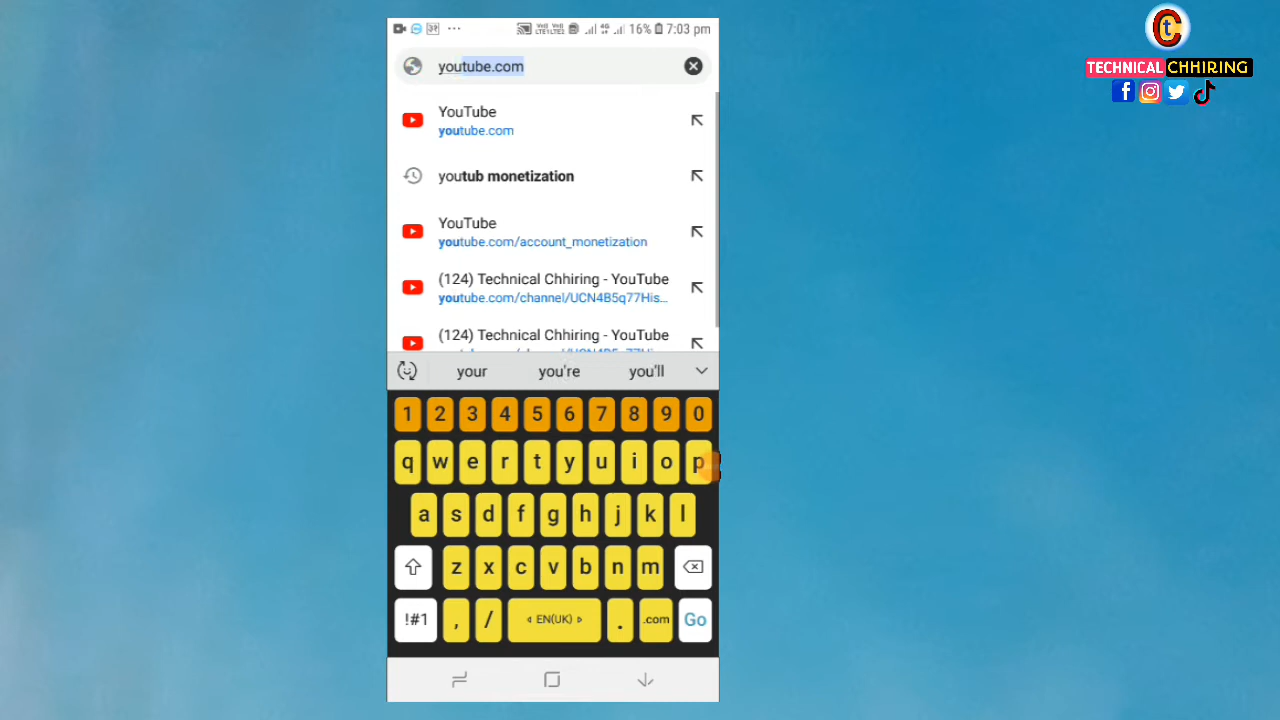 16% 7:03 pm
youtube.com
YouTube
youtube.com
youtub monetization
YouTube
youtube.com/account_monetization
(124) Technical Chhiring - YouTube
youtube.com/channel/UCN4B5q77His...
(124) Technical Chhiring - YouTube
your you're you'll
1 2 3 4 5 6 7 8 9 0
q w e r t y u i o p
a s d f g h j k l
z x c v b n m
!#1 , / EN(UK) . .com Go
TECHNICAL CHHIRING